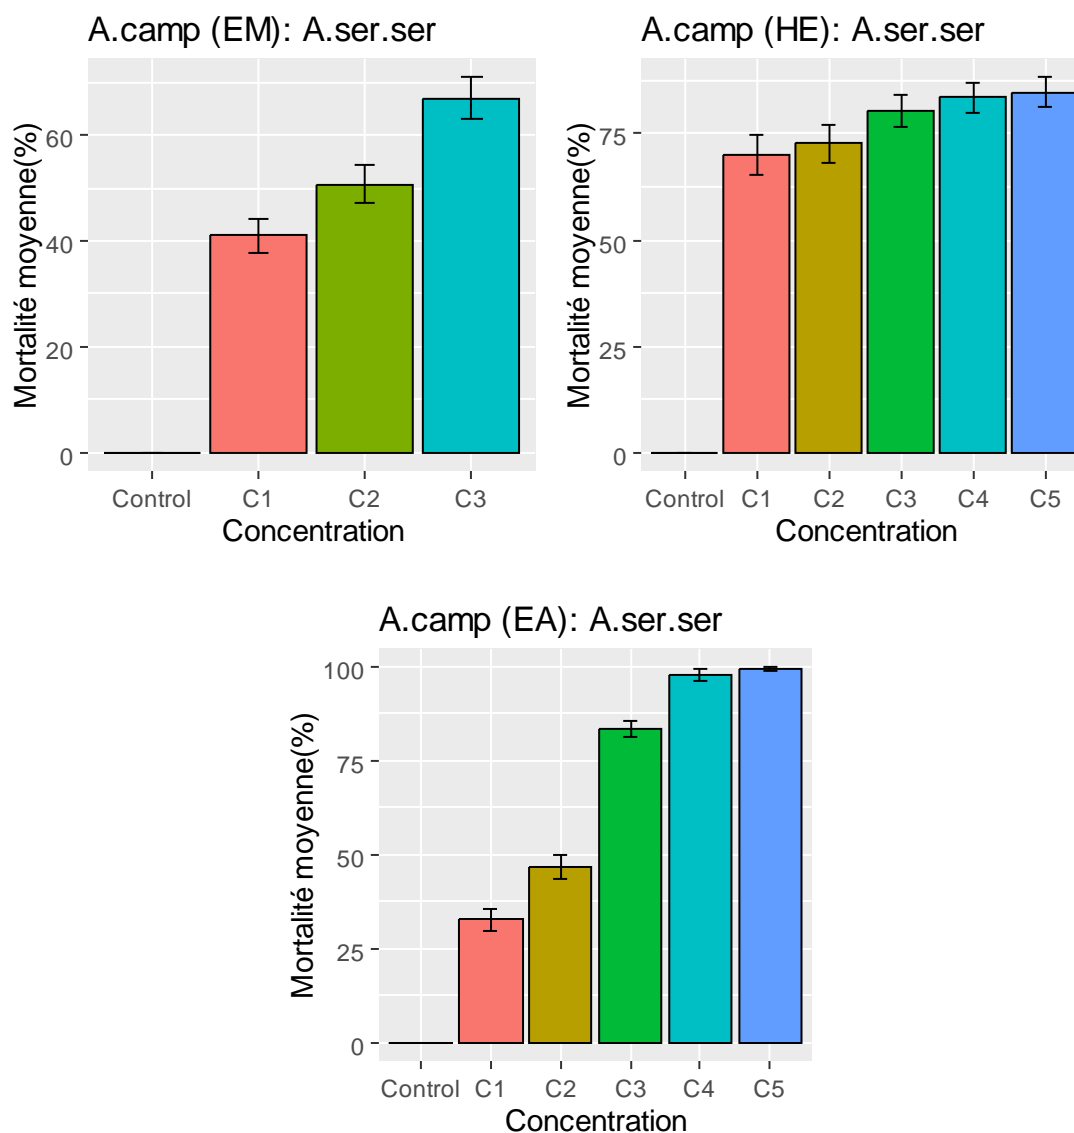 A.camp (EM): A.ser.ser
Mortalité moyenne(%)
60
40
20
0
Control C1 C2 C3
Concentration
A.camp (HE): A.ser.ser
Mortalité moyenne(%)
75
50
25
0
Control C1 C2 C3 C4 C5
Concentration
A.camp (EA): A.ser.ser
Mortalité moyenne(%)
100
75
50
25
0
Control C1 C2 C3 C4 C5
Concentration